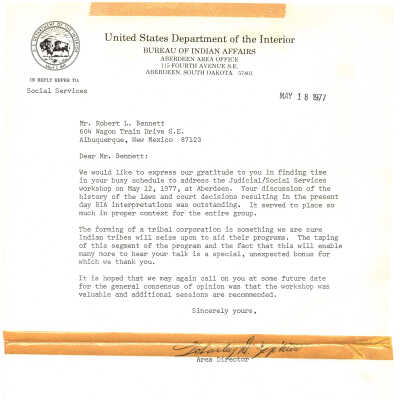 United States Department of the Interior
BUREAU OF INDIAN AFFAIRS
ABERDEEN AREA OFFICE
115 FOURTH AVENUE S.E.
ABERDEEN, SOUTH DAKOTA 57401
IN REPLY REFER TO
Social Services
MAY 18 1977
Mr. Robert L. Bennett
604 Wagon Train Drive S.E.
Albuquerque, New Mexico 87123
Dear Mr. Bennett:
We would like to express our gratitude to you in finding time
in your busy schedule to address the Judicial/Social Services
workshop on May 12, 1977, at Aberdeen. Your discussion of the
history of the Laws and court decisions resulting in the present
day BIA interpretations was outstanding. It served to place so
much in proper context for the entire group.
The forming of a tribal corporation is something we are sure
Indian tribes will seize upon to aid their programs. The taping
of this segment of the program and the fact that this will enable
many more to hear your talk is a special, unexpected bonus for
which we thank you.
It is hoped that we may again call on you at some future date
for the general consensus of opinion was that the workshop was
valuable and additional sessions are recommended.
Sincerely yours,
Area Director